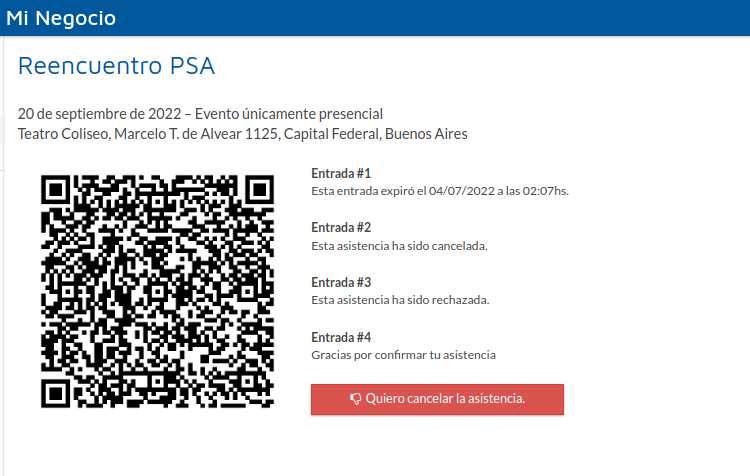 Mi Negocio
Reencuentro PSA
20 de septiembre de 2022 – Evento únicamente presencial
Teatro Coliseo, Marcelo T. de Alvear 1125, Capital Federal, Buenos Aires
Entrada #1
Esta entrada expiró el 04/07/2022 a las 02:07hs.
Entrada #2
Esta asistencia ha sido cancelada.
Entrada #3
Esta asistencia ha sido rechazada.
Entrada #4
Gracias por confirmar tu asistencia
Quiero cancelar la asistencia.